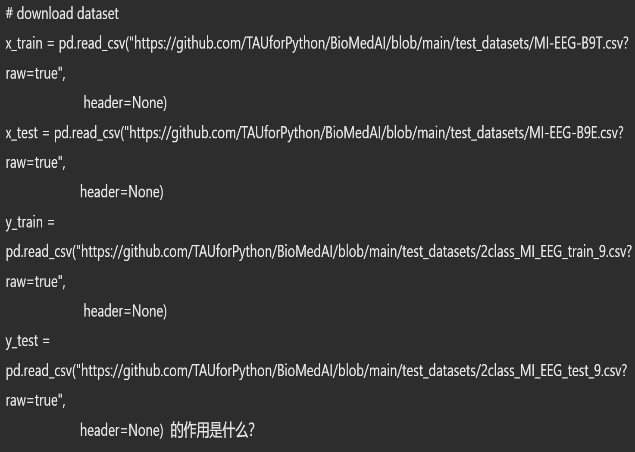 # download dataset
x_train = pd.read_csv("https://github.com/TAUforPython/BioMedAI/blob/main/test_datasets/MI-EEG-B9T.csv?
raw=true",
header=None)
x_test = pd.read_csv("https://github.com/TAUforPython/BioMedAI/blob/main/test_datasets/MI-EEG-B9E.csv?
raw=true",
header=None)
y_train =
pd.read_csv("https://github.com/TAUforPython/BioMedAI/blob/main/test_datasets/2class_MI_EEG_train_9.csv?
raw=true",
header=None)
y_test =
pd.read_csv("https://github.com/TAUforPython/BioMedAI/blob/main/test_datasets/2class_MI_EEG_test_9.csv?
raw=true",
header=None) 的作用是什么?